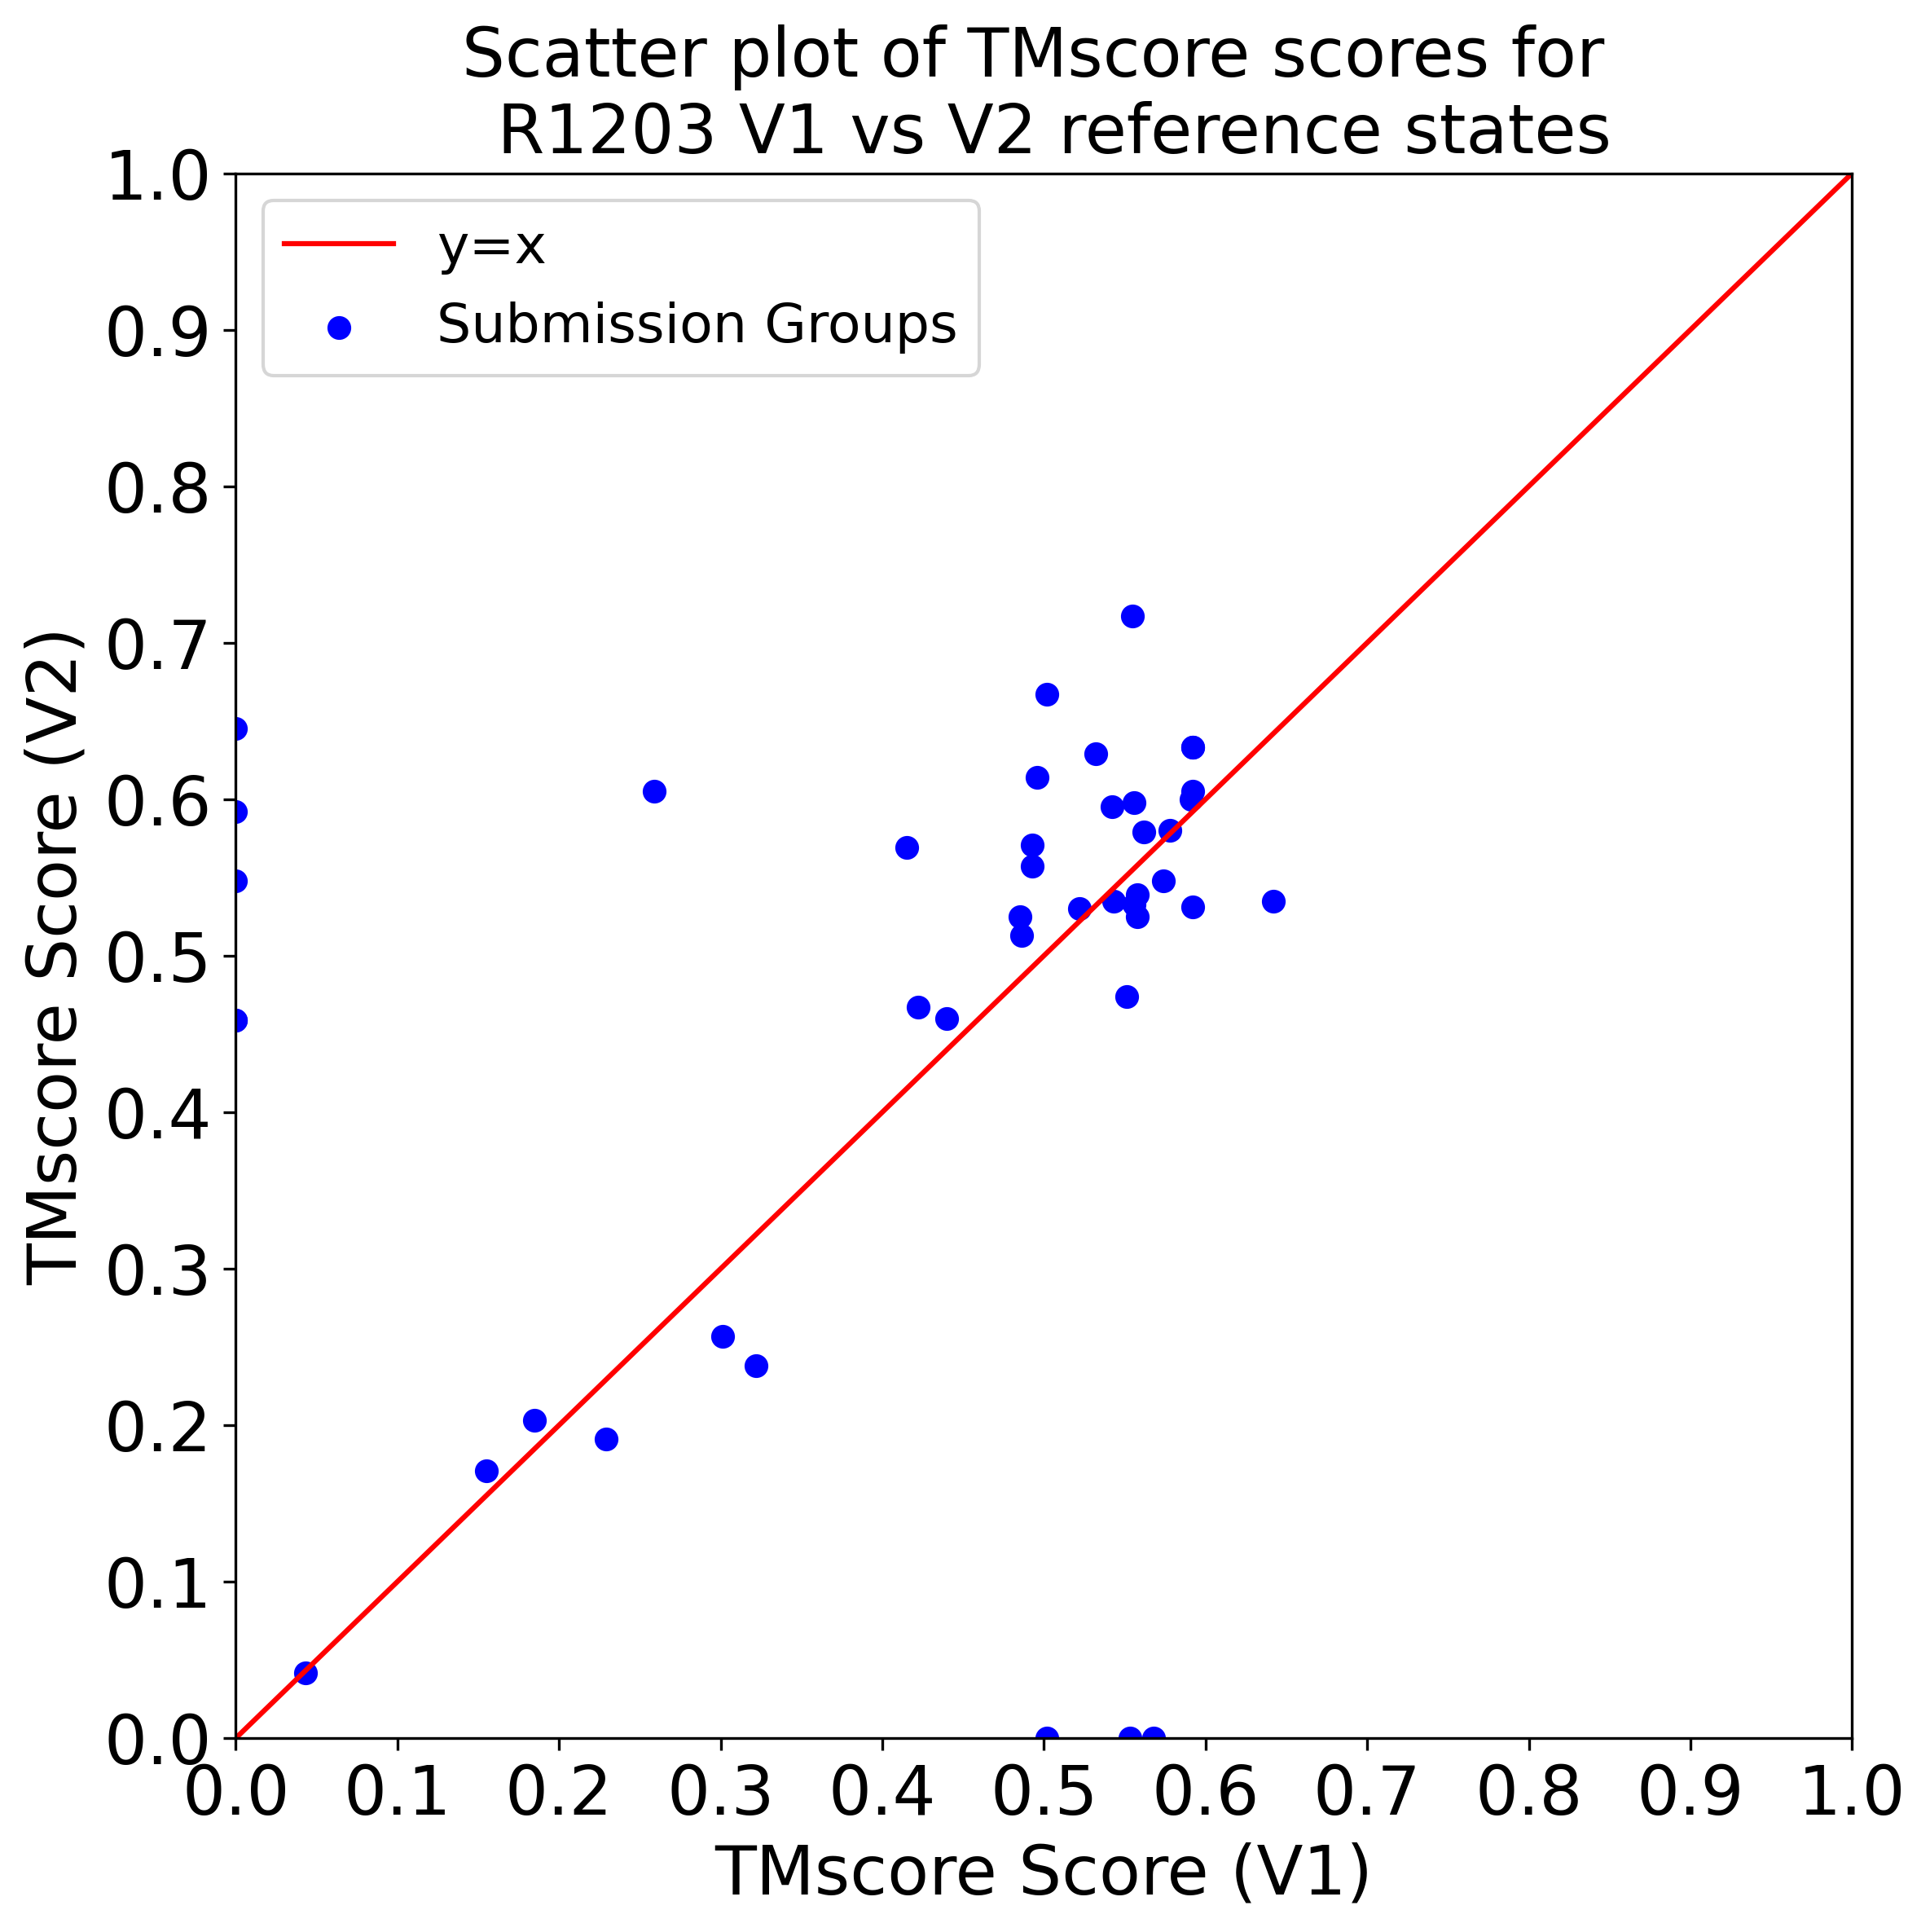 Scatter plot of TMscore scores for
R1203 V1 vs V2 reference states
y=x
Submission Groups
TMscore Score (V2)
1.0
0.9
0.8
0.7
0.6
0.5
0.4
0.3
0.2
0.1
0.0
0.0 0.1 0.2 0.3 0.4 0.5 0.6 0.7 0.8 0.9 1.0
TMscore Score (V1)